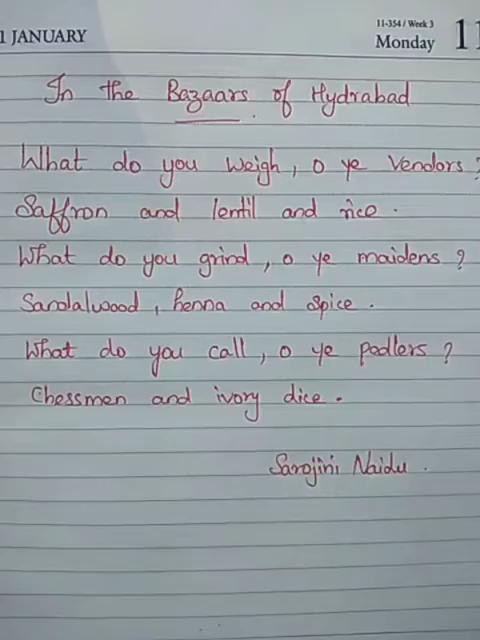 1 JANUARY
11-354 / Week 3
Monday 11
In the Bazaars of Hydrabad
What do you weigh, o ye Vendors?
Saffron and lentil and rice.
What do you grind, o ye maidens?
Sandalwood, henna and spice.
What do you call, o ye pedlers?
Chessmen and ivory dice.
Sarojini Naidu.